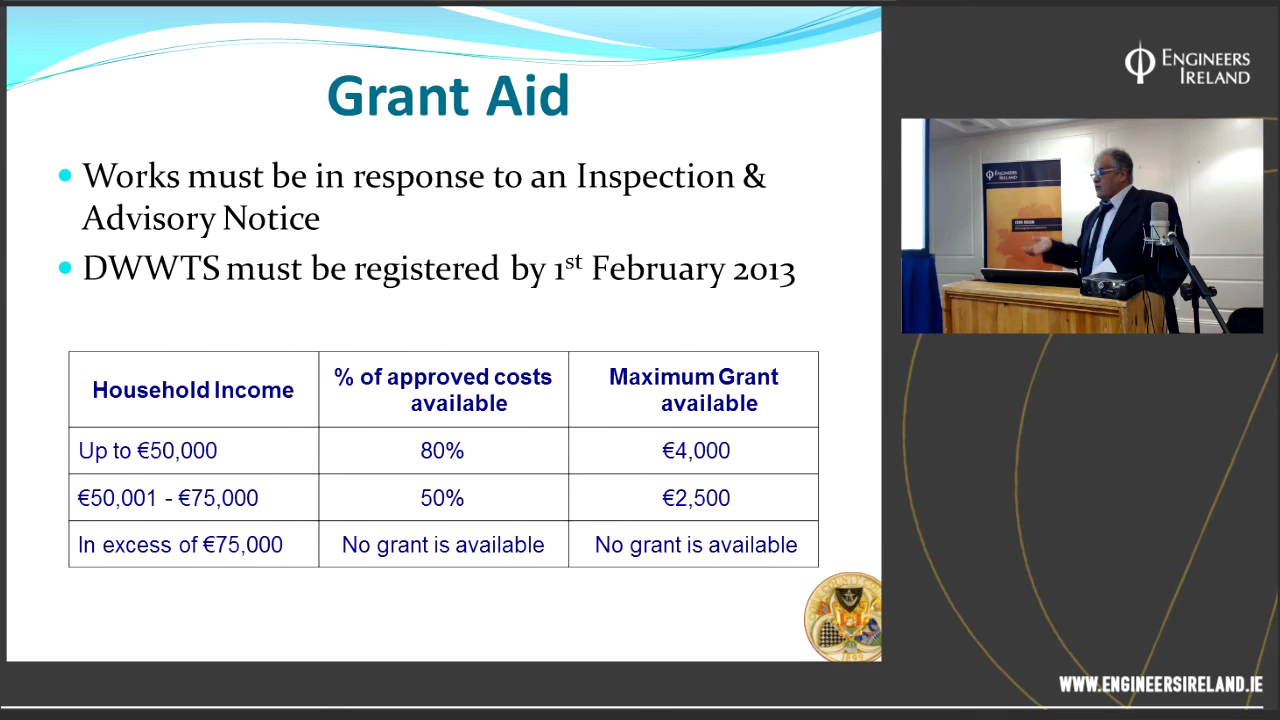 Grant Aid
Works must be in response to an Inspection &
Advisory Notice
DWWTS must be registered by 1st February 2013
Household Income
% of approved costs
available
Maximum Grant
available
Up to €50,000
80%
€4,000
€50,001 - €75,000
50%
€2,500
In excess of €75,000
No grant is available
No grant is available
ENGINEERS
IRELAND
ENGINEERS
IRELAND
WWW.ENGINEERSIRELAND.IE